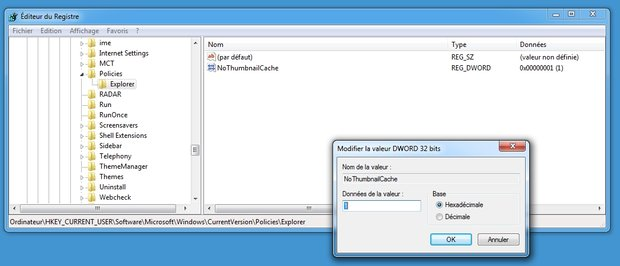 Éditeur du Registre
Fichier Edition Affichage Favoris ?
ime
Internet Settings
MCT
Policies
Explorer
RADAR
Run
RunOnce
Screensavers
Shell Extensions
Sidebar
Telephony
ThemeManager
Themes
Uninstall
Webcheck
Nom Type Données
(par défaut) REG_SZ (valeur non définie)
NoThumbnailCache REG_DWORD 0x00000001 (1)
Modifier la valeur DWORD 32 bits
Nom de la valeur :
NoThumbnailCache
Données de la valeur :
1
Base
Hexadécimale
Décimale
OK Annuler
Ordinateur\HKEY_CURRENT_USER\Software\Microsoft\Windows\CurrentVersion\Policies\Explorer